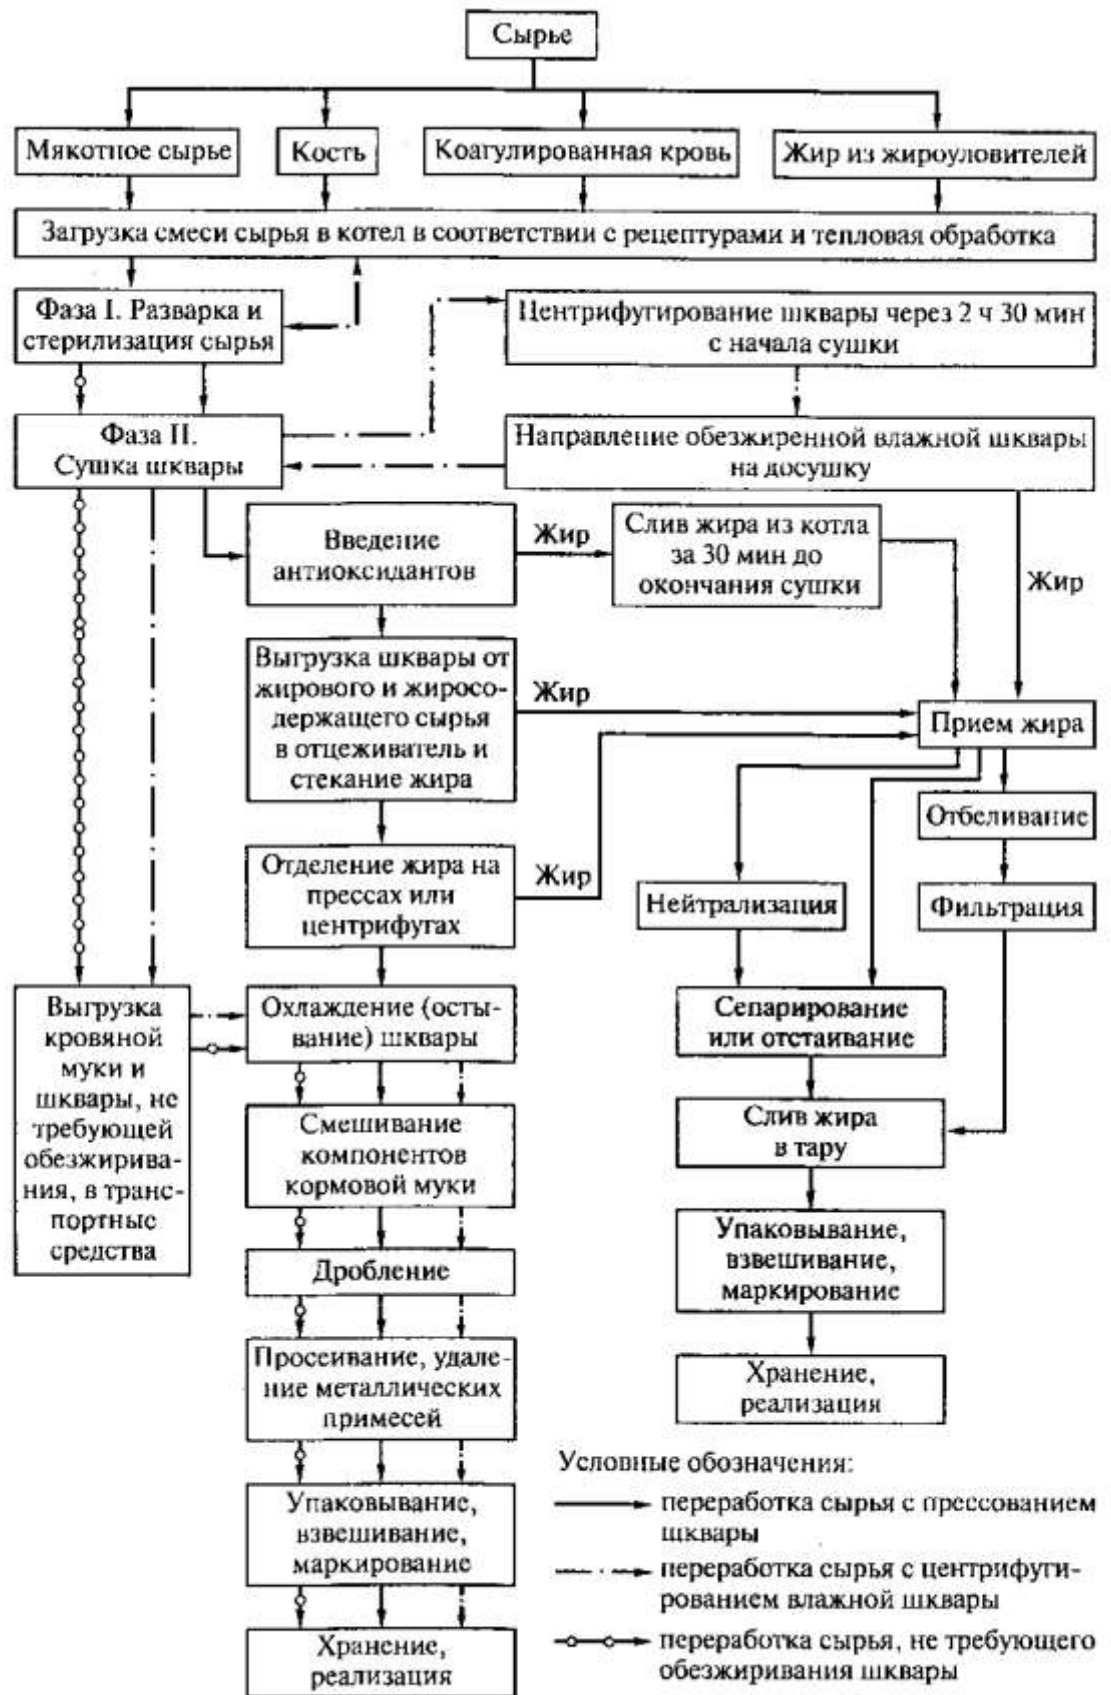 Сырье
Мякотное сырье
Кость
Коагулированная кровь
Жир из жироуловителей
Загрузка смеси сырья в котел в соответствии с рецептурами и тепловая обработка
Фаза I. Разварка и
стерилизация сырья
Центрифугирование шквары через 2 ч 30 мин
с начала сушки
Фаза II.
Сушка шквары
Направление обезжиренной влажной шквары
на досушку
Введение
антиоксидантов
Жир
Слив жира из котла
за 30 мин до
окончания сушки
Жир
Выгрузка шквары от
жирового и жиросо-
держащего сырья
в отцеживатель и
стекание жира
Жир
Прием жира
Отбеливание
Отделение жира на
прессах или
центрифугах
Жир
Нейтрализация
Фильтрация
Выгрузка
кровяной
муки и
шквары, не
требующей
обезжирива-
ния, в транс-
портные
средства
Охлаждение (осты-
вание) шквары
Сепарирование
или отстаивание
Смешивание
компонентов
кормовой муки
Слив жира
в тару
Дробление
Упаковывание,
взвешивание,
маркирование
Просеивание, удале-
ние металлических
примесей
Хранение,
реализация
Упаковывание,
взвешивание,
маркирование
Хранение,
реализация
Условные обозначения:
переработка сырья с прессованием
шквары
переработка сырья с центрифуги-
рованием влажной шквары
переработка сырья, не требующего
обезжиривания шквары